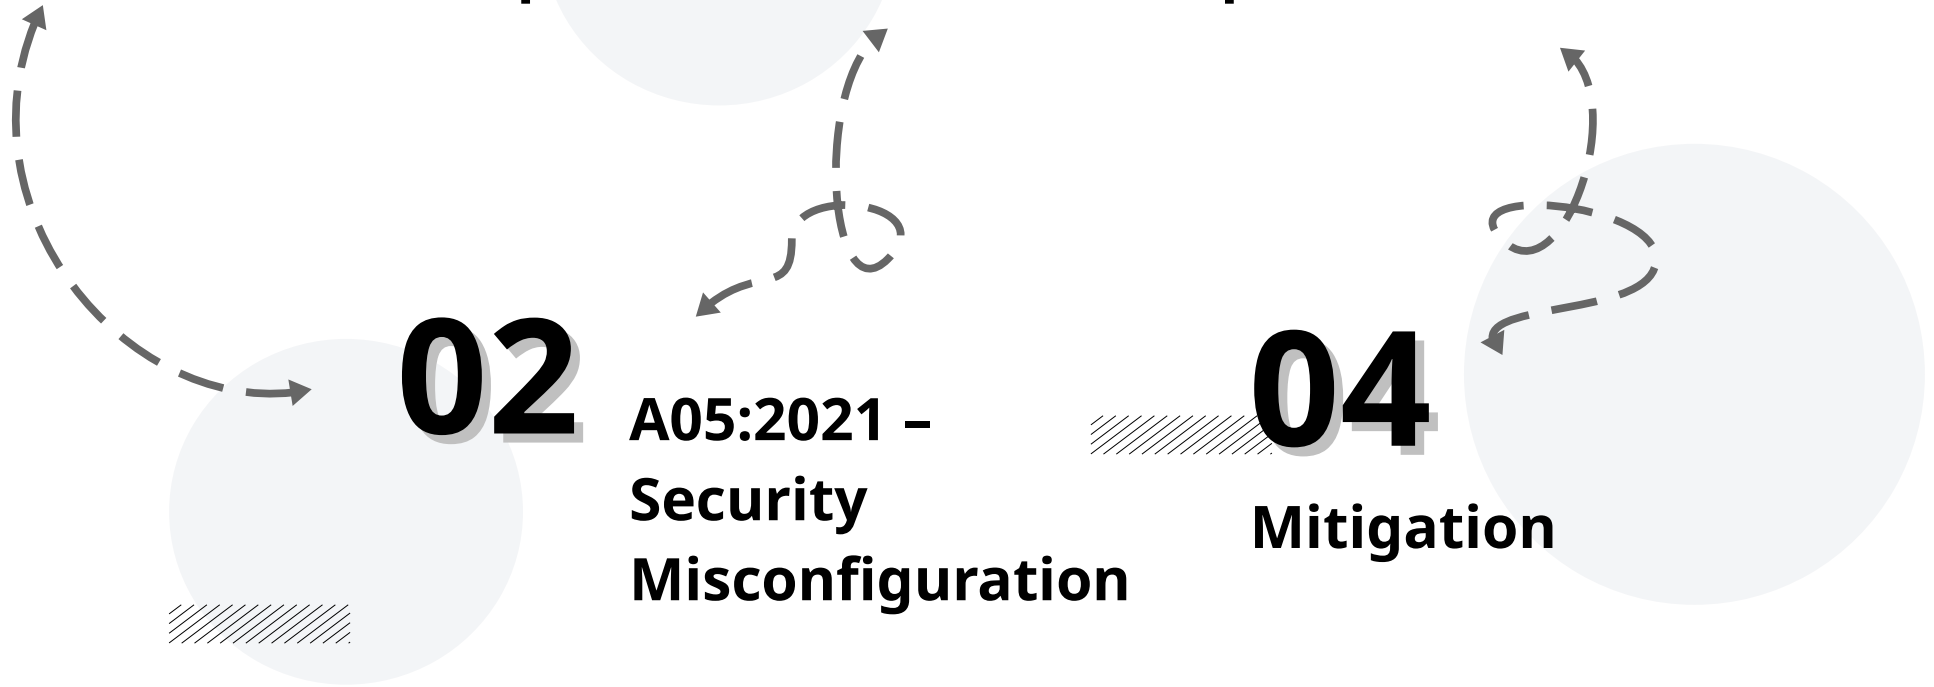 02
A05:2021 –
Security
Misconfiguration
04
Mitigation